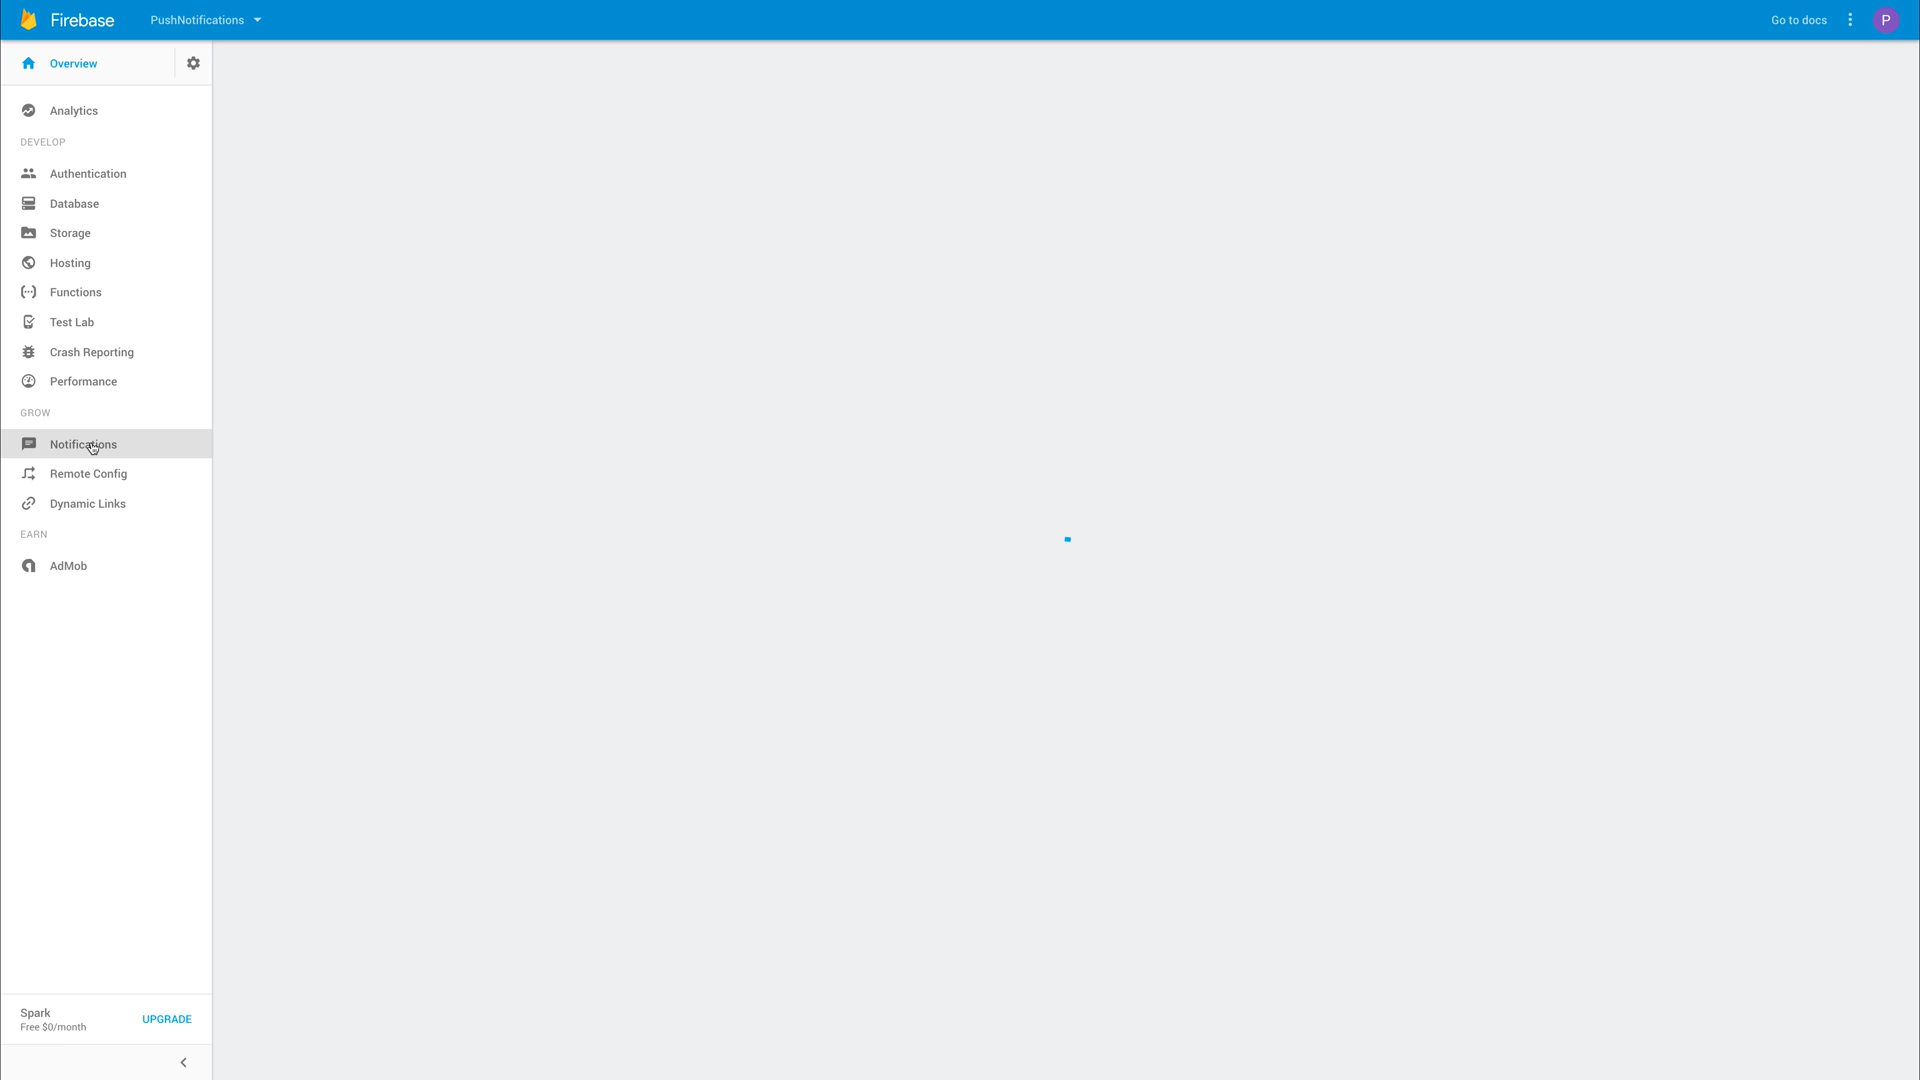 Firebase
PushNotifications
Go to docs
P
Overview
Analytics
DEVELOP
Authentication
Database
Storage
Hosting
Functions
Test Lab
Crash Reporting
Performance
GROW
Notifications
Remote Config
Dynamic Links
EARN
AdMob
Spark
Free $0/month
UPGRADE